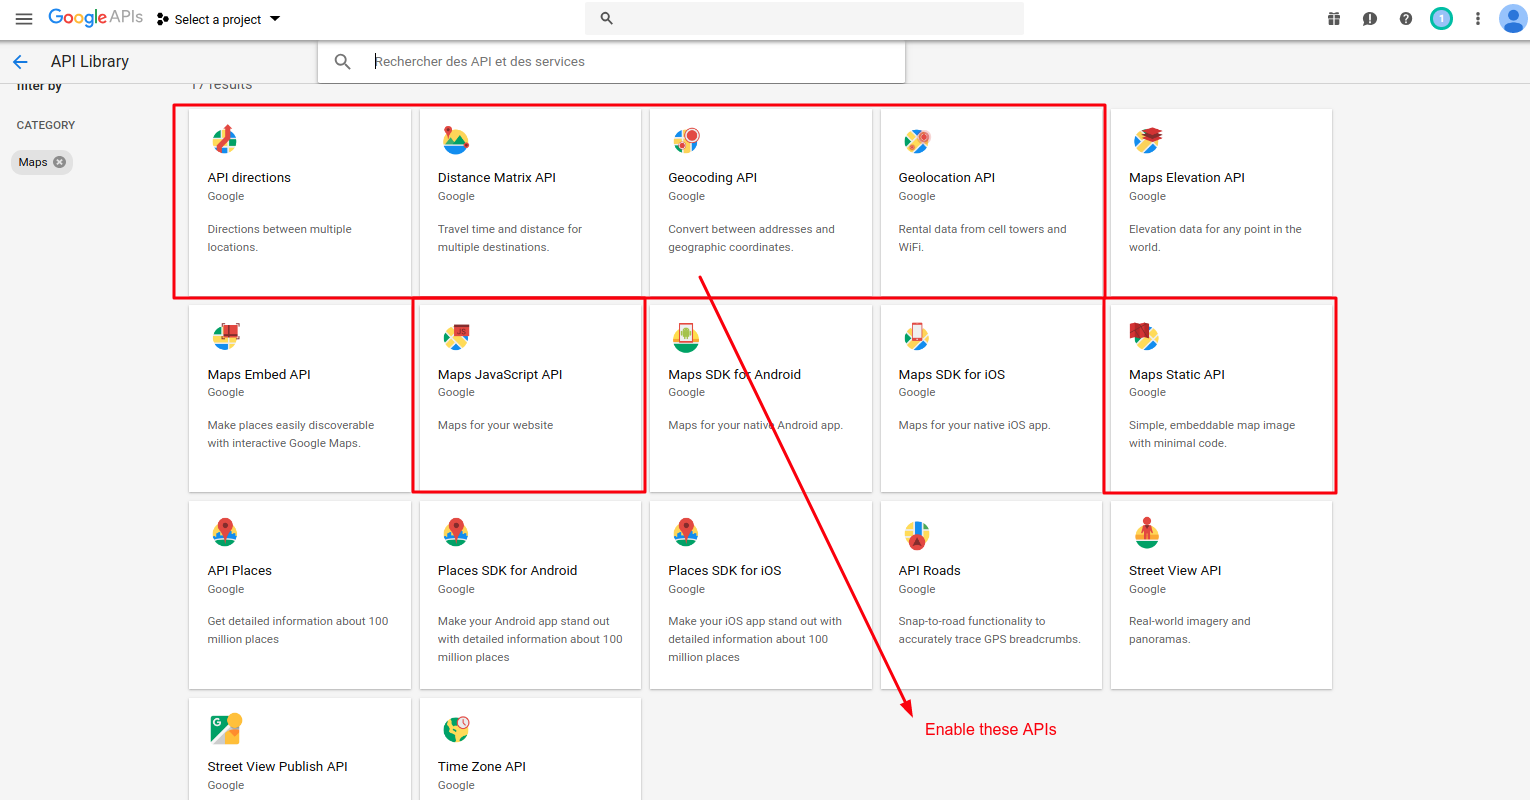 Google APIs
Select a project
1
API Library
Rechercher des API et des services
filter by
17 results
CATEGORY
Maps
API directions
Google
Directions between multiple
locations.
Distance Matrix API
Google
Travel time and distance for
multiple destinations.
Geocoding API
Google
Convert between addresses and
geographic coordinates.
Geolocation API
Google
Rental data from cell towers and
WiFi.
Maps Elevation API
Google
Elevation data for any point in the
world.
Maps Embed API
Google
Make places easily discoverable
with interactive Google Maps.
JS
Maps JavaScript API
Google
Maps for your website
Maps SDK for Android
Google
Maps for your native Android app.
Maps SDK for iOS
Google
Maps for your native iOS app.
Maps Static API
Google
Simple, embeddable map image
with minimal code.
API Places
Google
Get detailed information about 100
million places
Places SDK for Android
Google
Make your Android app stand out
with detailed information about 100
million places
Places SDK for iOS
Google
Make your iOS app stand out with
detailed information about 100
million places
API Roads
Google
Snap-to-road functionality to
accurately trace GPS breadcrumbs.
Street View API
Google
Real-world imagery and
panoramas.
G
Street View Publish API
Google
Time Zone API
Google
Enable these APIs